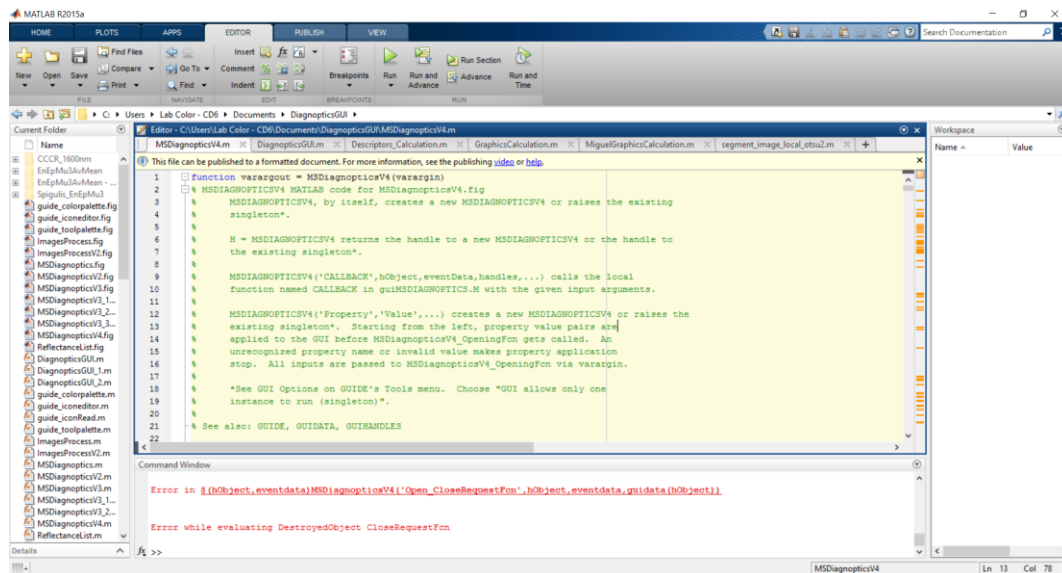 MATLAB R2015a
HOME PLOTS APPS EDITOR PUBLISH VIEW
Search Documentation
New Open Save
Find Files
Compare
Print
Go To
Find
Insert
Comment
Indent
Breakpoints
Run
Run and Advance
Run Section
Advance
Run and Time
FILE NAVIGATE EDIT BREAKPOINTS RUN
C: Users Lab Color - CD6 Documents DiagnopticsGUI
Current Folder
Name
CCCR_1600nm
EnEpMu3AvMean
EnEpMu3AvMean - ...
Spigulis_EnEpMu3
guide_colorpalette.fig
guide_iconeditor.fig
guide_toolpalette.fig
ImagesProcess.fig
ImagesProcessV2.fig
MSDiagnoptics.fig
MSDiagnopticsV2.fig
MSDiagnopticsV3.fig
MSDiagnopticsV3_1...
MSDiagnopticsV3_2...
MSDiagnopticsV3_3...
MSDiagnopticsV4.fig
ReflectanceList.fig
DiagnopticsGUI.m
DiagnopticsGUI_1.m
DiagnopticsGUI_2.m
guide_colorpalette.m
guide_iconeditor.m
guide_iconRead.m
guide_toolpalette.m
ImagesProcess.m
ImagesProcessV2.m
MSDiagnoptics.m
MSDiagnopticsV2.m
MSDiagnopticsV3.m
MSDiagnopticsV3_1...
MSDiagnopticsV3_2...
MSDiagnopticsV4.m
ReflectanceList.m
Details
Editor - C:\Users\Lab Color - CD6\Documents\DiagnopticsGUI\MSDiagnopticsV4.m
MSDiagnopticsV4.m DiagnopticsGUI.m Descriptors_Calculation.m GraphicsCalculation.m MiguelGraphicsCalculation.m segment_image_local_otsu2.m
This file can be published to a formatted document. For more information, see the publishing video or help.
1 function varargout = MSDiagnopticsV4(varargin)
2 % MSDIAGNOPTICSV4 MATLAB code for MSDiagnopticsV4.fig
3 % MSDIAGNOPTICSV4, by itself, creates a new MSDIAGNOPTICSV4 or raises the existing
4 % singleton*.
5 %
6 % H = MSDIAGNOPTICSV4 returns the handle to a new MSDIAGNOPTICSV4 or the handle to
7 % the existing singleton*.
8 %
9 % MSDIAGNOPTICSV4('CALLBACK',hObject,eventData,handles,...) calls the local
10 % function named CALLBACK in guiMSDIAGNOPTICS.M with the given input arguments.
11 %
12 % MSDIAGNOPTICSV4('Property','Value',...) creates a new MSDIAGNOPTICSV4 or raises the
13 % existing singleton*. Starting from the left, property value pairs are
14 % applied to the GUI before MSDiagnopticsV4_OpeningFcn gets called. An
15 % unrecognized property name or invalid value makes property application
16 % stop. All inputs are passed to MSDiagnopticsV4_OpeningFcn via varargin.
17 %
18 % *See GUI Options on GUIDE's Tools menu. Choose "GUI allows only one
19 % instance to run (singleton)".
20 %
21 % See also: GUIDE, GUIDATA, GUIHANDLES
22
Command Window
Error in @(hObject,eventdata)MSDiagnopticsV4('Open_CloseRequestFcn',hObject,eventdata,guidata(hObject))
Error while evaluating DestroyedObject CloseRequestFcn
fx >>
Workspace
Name Value
MSDiagnopticsV4 Ln 13 Col 78